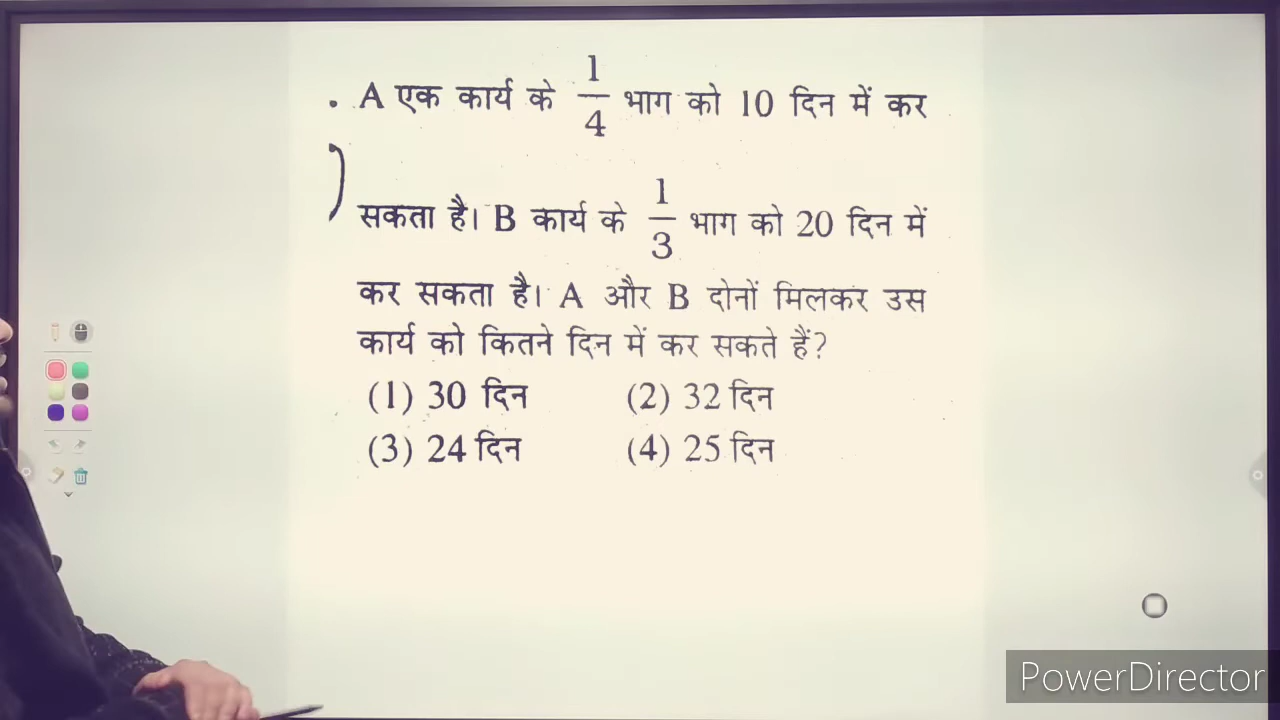 . A एक कार्य के 1/4 भाग को 10 दिन में कर
सकता है। B कार्य के 1/3 भाग को 20 दिन में
कर सकता है। A और B दोनों मिलकर उस
कार्य को कितने दिन में कर सकते हैं?
(1) 30 दिन (2) 32 दिन
(3) 24 दिन (4) 25 दिन
PowerDirector